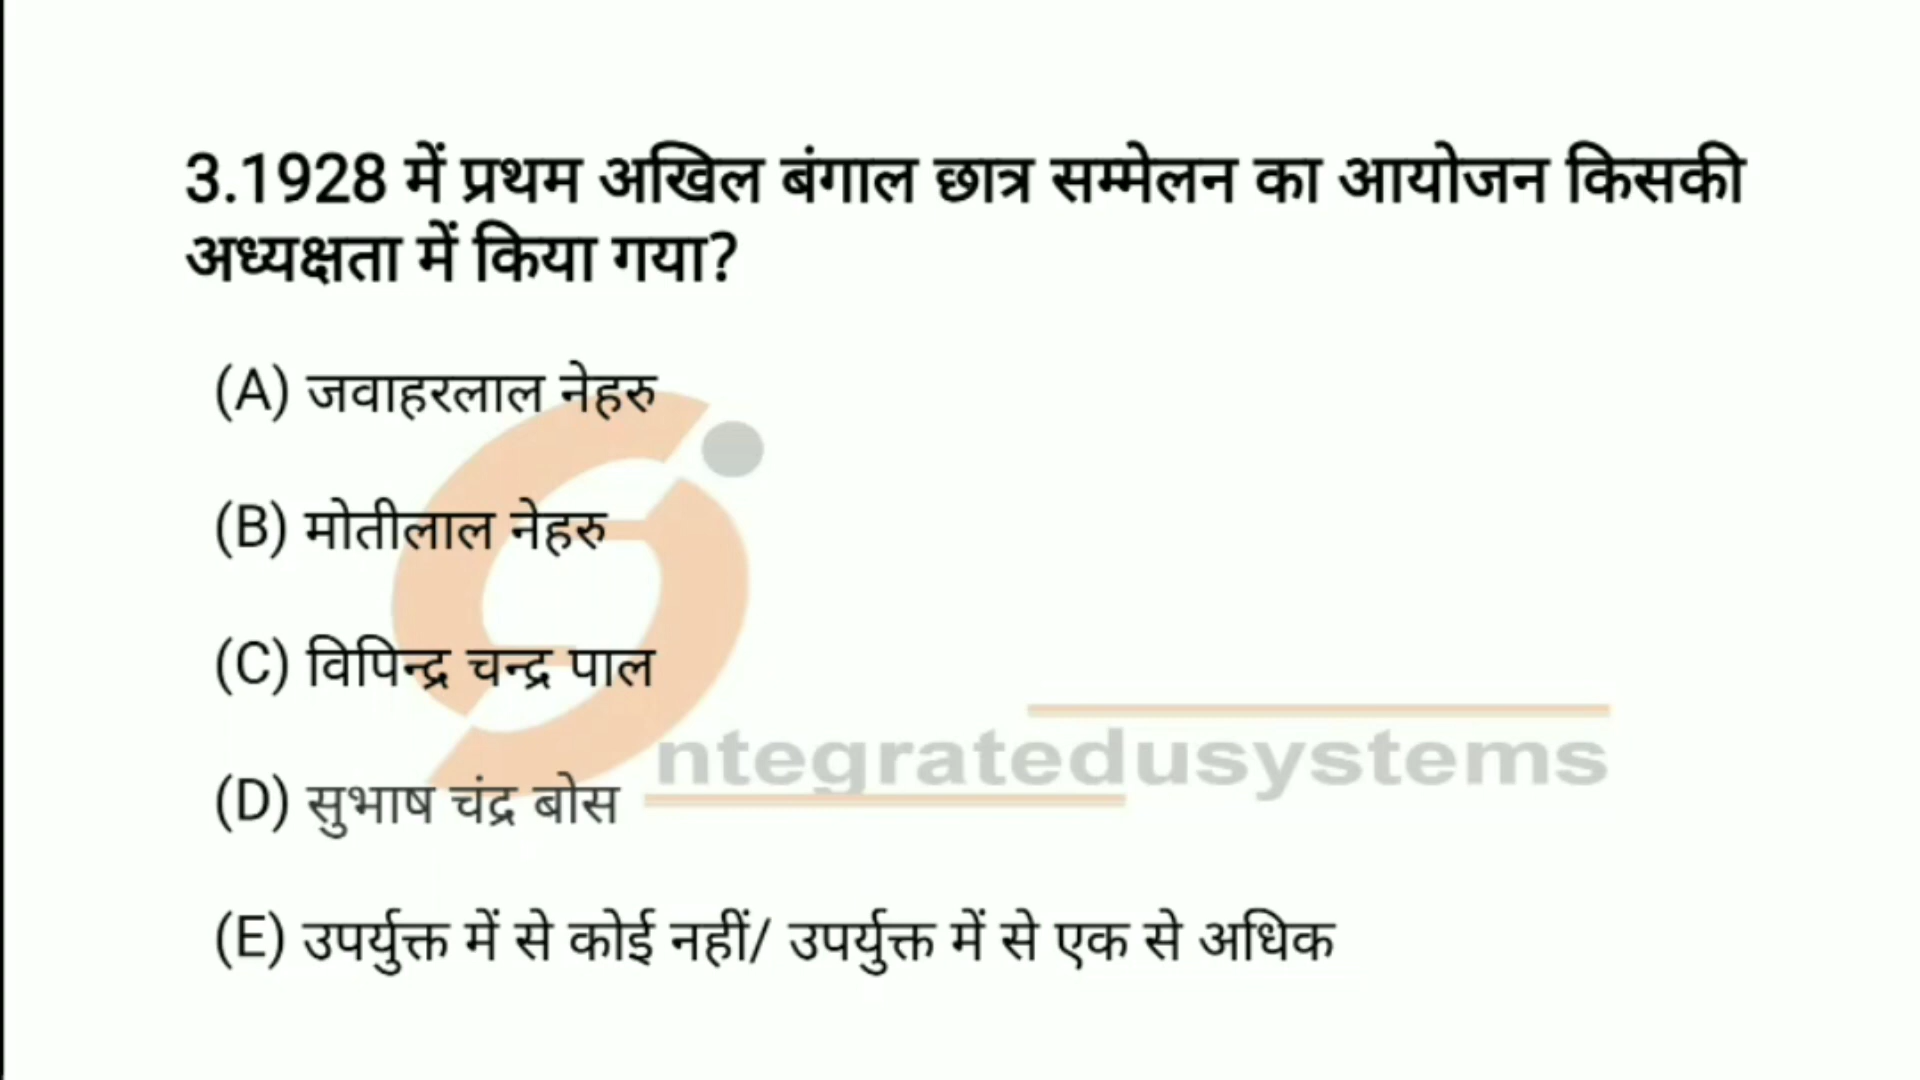 3.1928 में प्रथम अखिल बंगाल छात्र सम्मेलन का आयोजन किसकी
अध्यक्षता में किया गया?
(A) जवाहरलाल नेहरु
(B) मोतीलाल नेहरु
(C) विपिन्द्र चन्द्र पाल
ntegratedusystems
(D) सुभाष चंद्र बोस
(E) उपर्युक्त में से कोई नहीं/ उपर्युक्त में से एक से अधिक